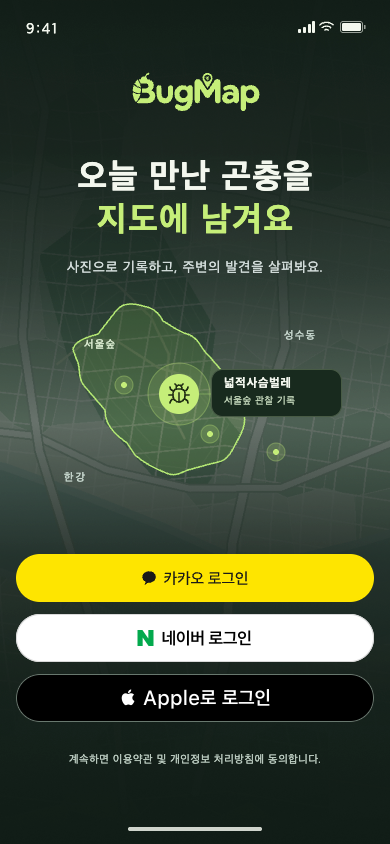 9:41
BugMap
오늘 만난 곤충을
지도에 남겨요
사진으로 기록하고, 주변의 발견을 살펴봐요.
성수동
서울숲
넓적사슴벌레
서울숲 관찰 기록
한강
카카오 로그인
N 네이버 로그인
Apple로 로그인
계속하면 이용약관 및 개인정보 처리방침에 동의합니다.